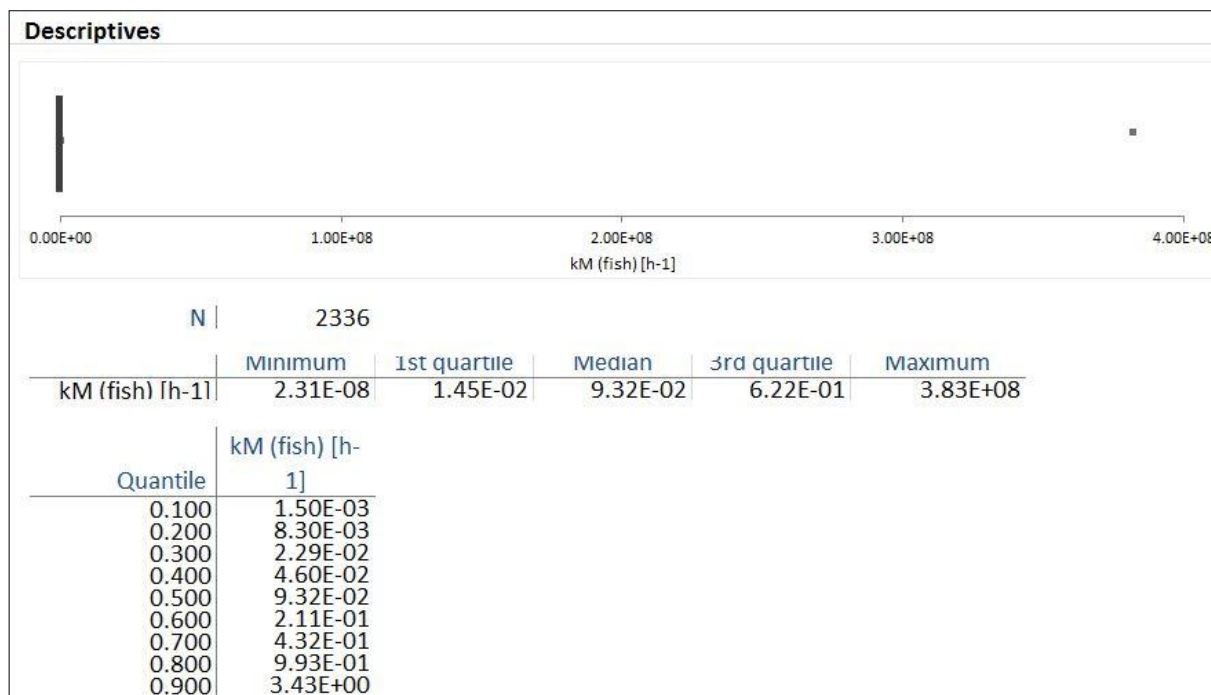 Descriptives
0.00E+00 1.00E+08 2.00E+08 3.00E+08 4.00E+08
kM (fish) [h-1]
N 2336
Minimum 1st quartile Median 3rd quartile Maximum
kM (fish) [h-1] 2.31E-08 1.45E-02 9.32E-02 6.22E-01 3.83E+08
kM (fish) [h-
Quantile 1]
0.100 1.50E-03
0.200 8.30E-03
0.300 2.29E-02
0.400 4.60E-02
0.500 9.32E-02
0.600 2.11E-01
0.700 4.32E-01
0.800 9.93E-01
0.900 3.43E+00